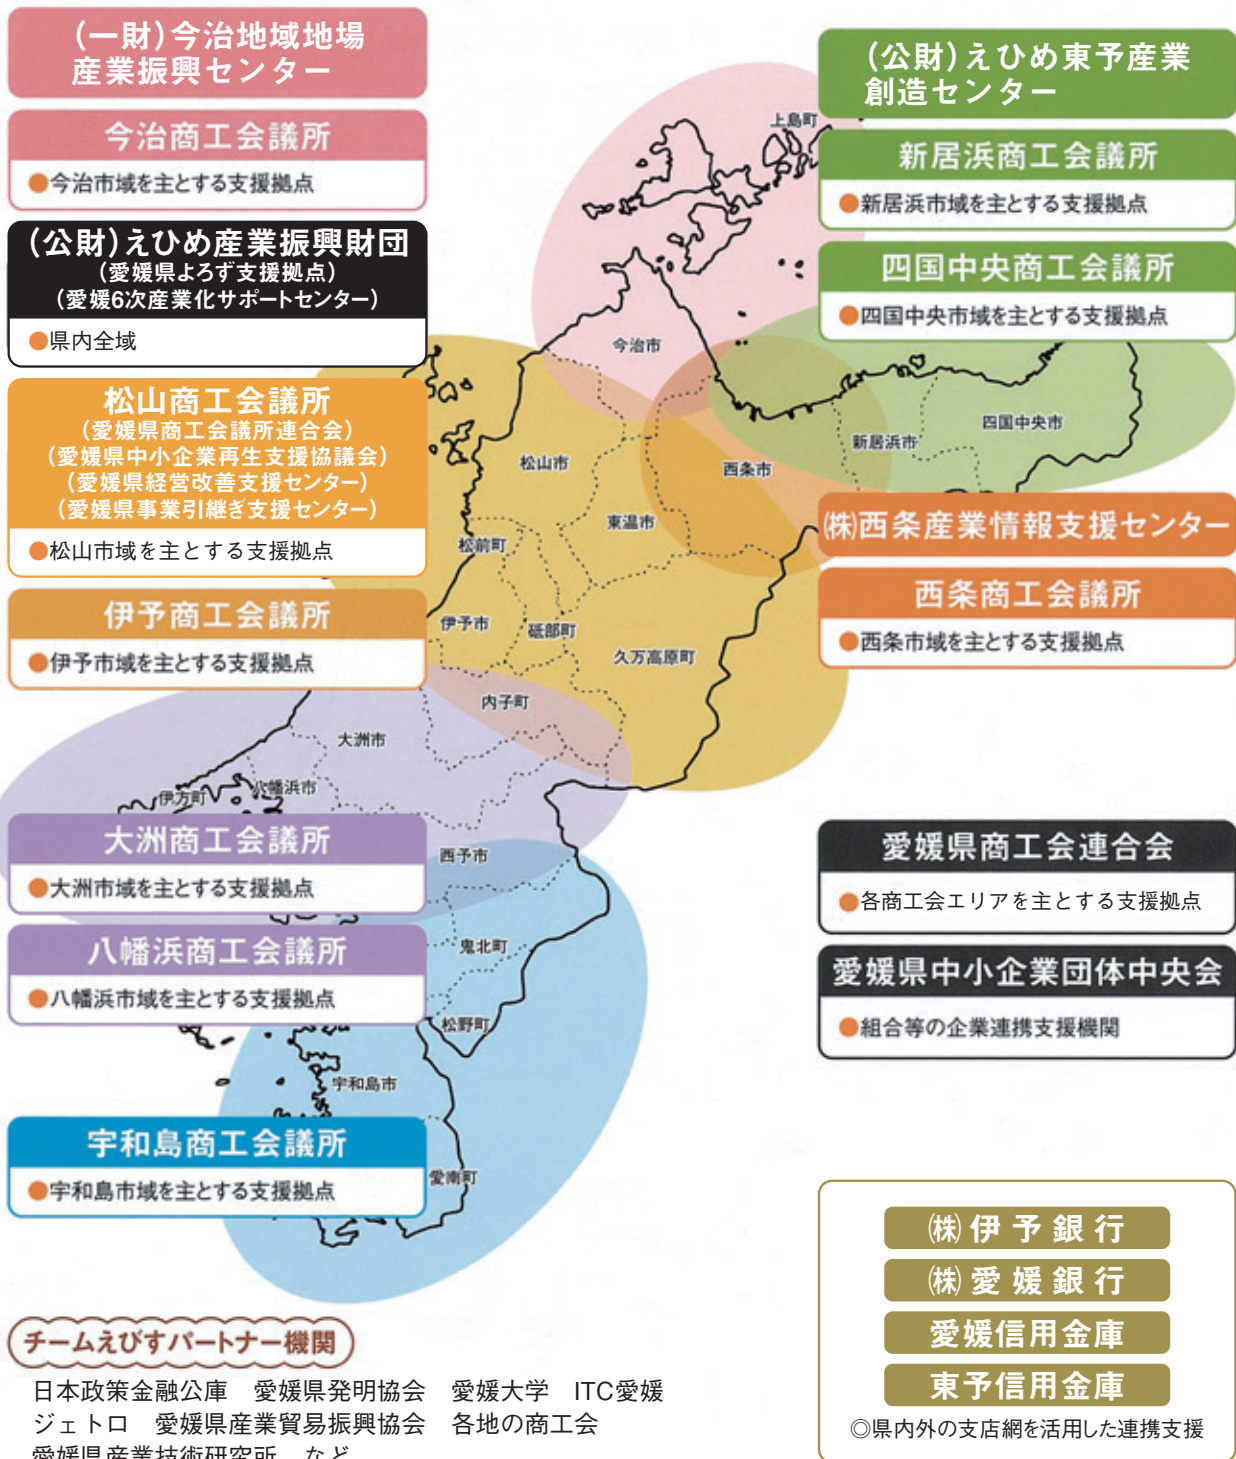 (一財)今治地域地場
産業振興センター
今治商工会議所
●今治市域を主とする支援拠点
(公財)えひめ産業振興財団
(愛媛県よろず支援拠点)
(愛媛6次産業化サポートセンター)
●県内全域
松山商工会議所
(愛媛県商工会議所連合会)
(愛媛県中小企業再生支援協議会)
(愛媛県経営改善支援センター)
(愛媛県事業引継ぎ支援センター)
●松山市域を主とする支援拠点
伊予商工会議所
●伊予市域を主とする支援拠点
大洲商工会議所
●大洲市域を主とする支援拠点
八幡浜商工会議所
●八幡浜市域を主とする支援拠点
宇和島商工会議所
●宇和島市域を主とする支援拠点
(公財)えひめ東予産業
創造センター
新居浜商工会議所
●新居浜市域を主とする支援拠点
四国中央商工会議所
●四国中央市域を主とする支援拠点
㈱西条産業情報支援センター
西条商工会議所
●西条市域を主とする支援拠点
愛媛県商工会連合会
●各商工会エリアを主とする支援拠点
愛媛県中小企業団体中央会
●組合等の企業連携支援機関
上島町
今治市
四国中央市
新居浜市
西条市
松山市
東温市
松前町
伊予市
砥部町
久万高原町
内子町
大洲市
八幡浜市
伊方町
西予市
鬼北町
松野町
宇和島市
愛南町
㈱伊予銀行
㈱愛媛銀行
愛媛信用金庫
東予信用金庫
◎県内外の支店網を活用した連携支援
チームえびすパートナー機関
日本政策金融公庫 愛媛県発明協会 愛媛大学 ITC愛媛
ジェトロ 愛媛県産業貿易振興協会 各地の商工会
愛媛県産業技術研究所 など